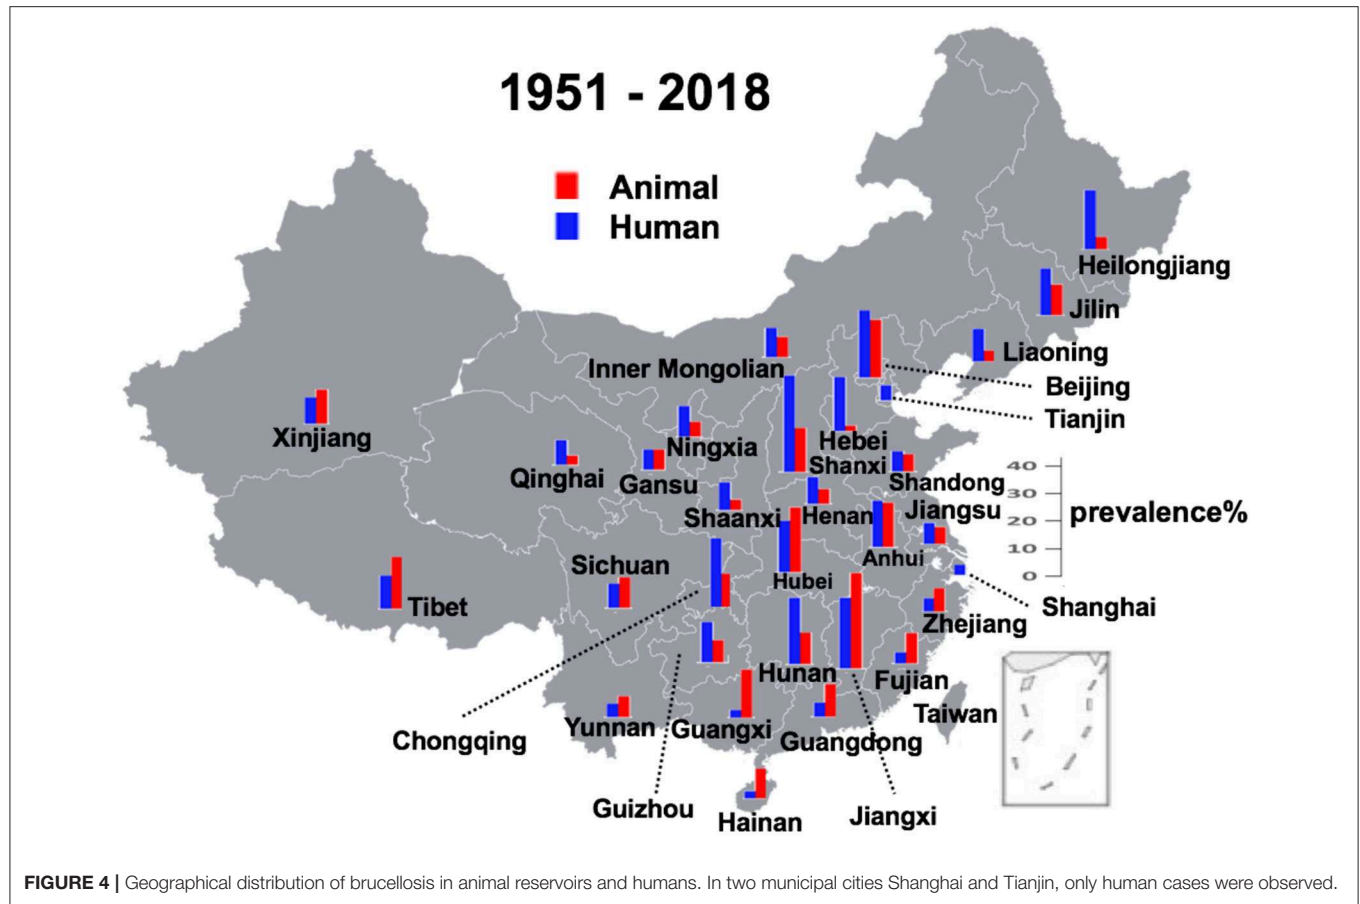 1951 - 2018
Animal
Human
Heilongjiang
Jilin
Liaoning
Inner Mongolian
Beijing
Tianjin
Xinjiang
Ningxia
Hebei
Qinghai
Gansu
Shanxi
Shandong
40
30
20
10
0
prevalence%
Shaanxi
Henan
Jiangsu
Anhui
Sichuan
Hubei
Tibet
Shanghai
Zhejiang
Hunan
Fujian
Taiwan
Chongqing
Yunnan
Guangxi
Guangdong
Guizhou
Hainan
Jiangxi
FIGURE 4 | Geographical distribution of brucellosis in animal reservoirs and humans. In two municipal cities Shanghai and Tianjin, only human cases were observed.